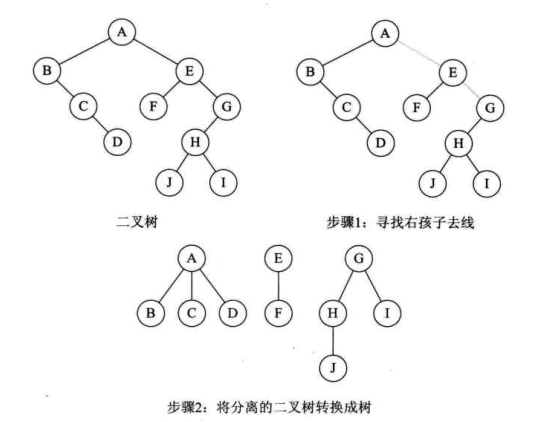 A A
B E B E
C F G C F G
D H D H
J I J I
二叉树 步骤1：寻找右孩子去线
A E G
B C D F H I
J
步骤2：将分离的二叉树转换成树